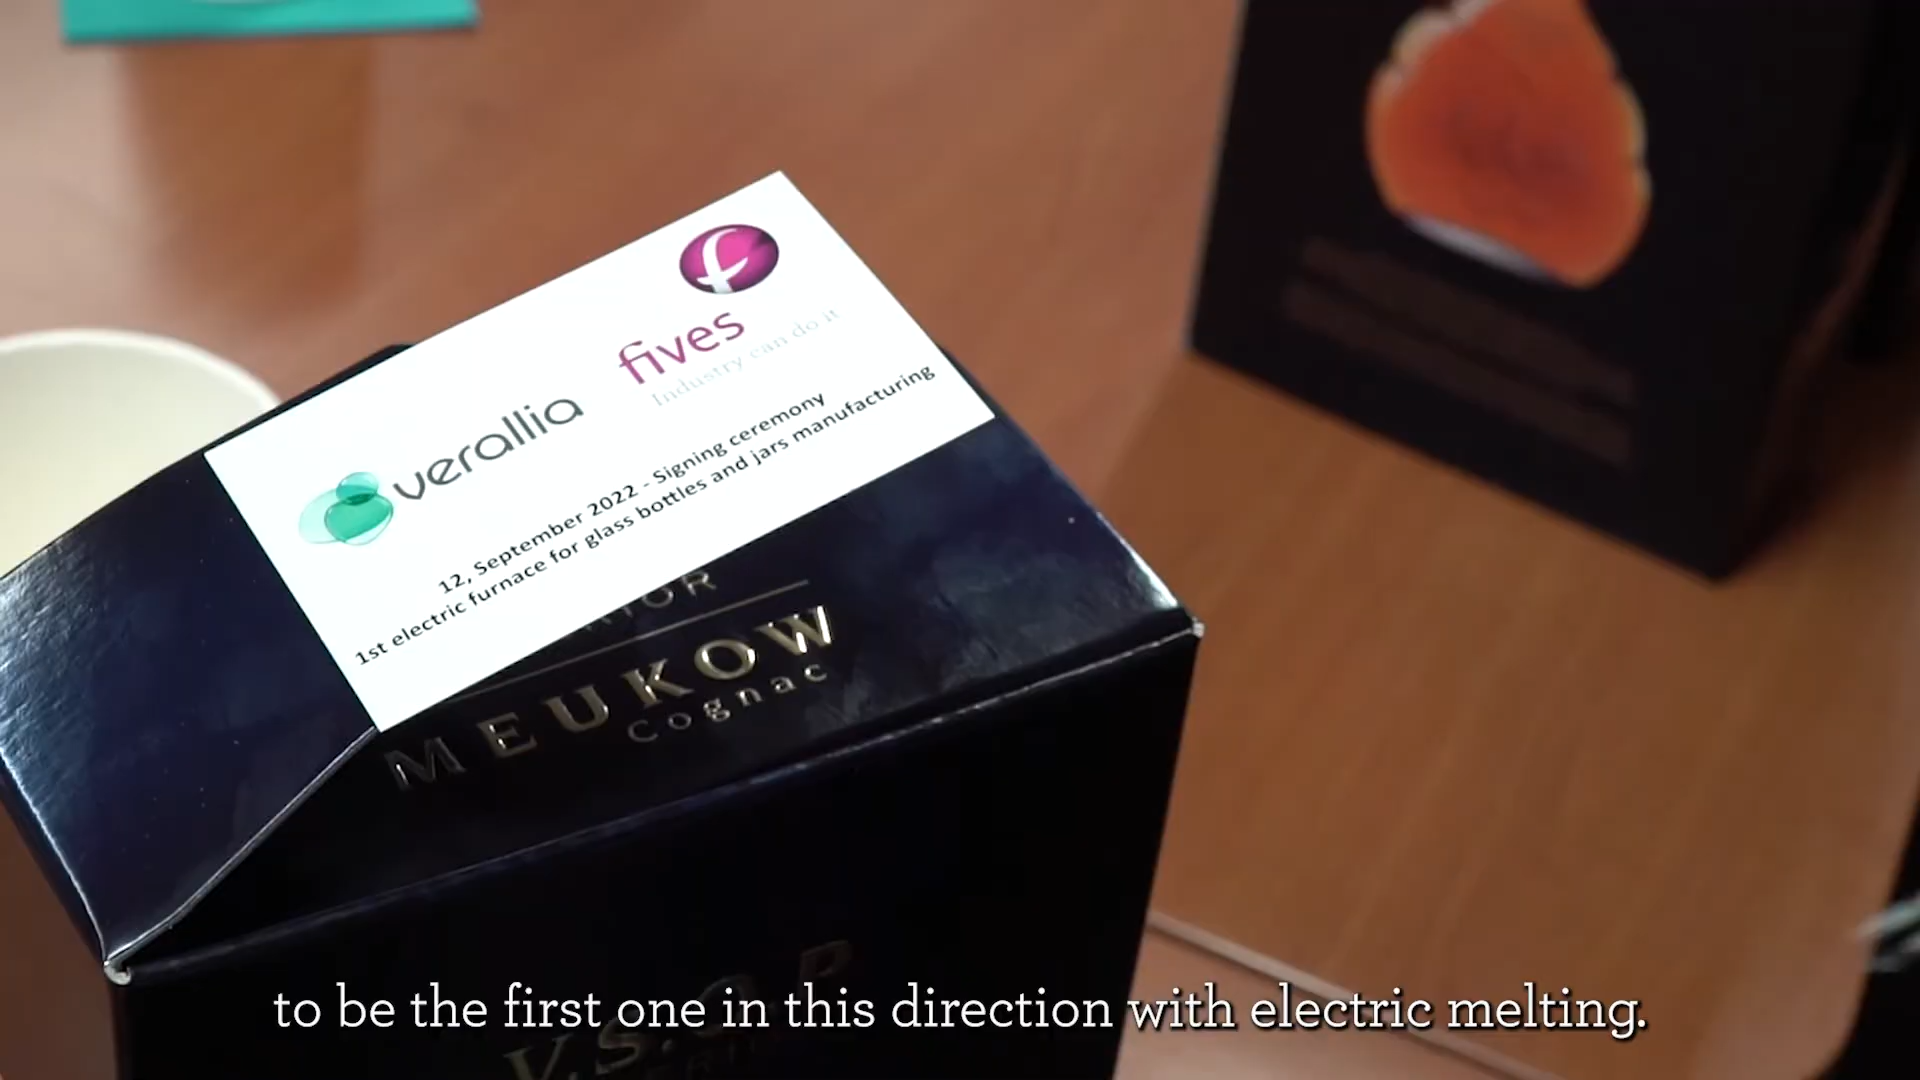 fives
Industry can do it
verallia
12, September 2022 - Signing ceremony
1st electric furnace for glass bottles and jars manufacturing
MEUKOW
Cognac
V.S.O.P
to be the first one in this direction with electric melting.